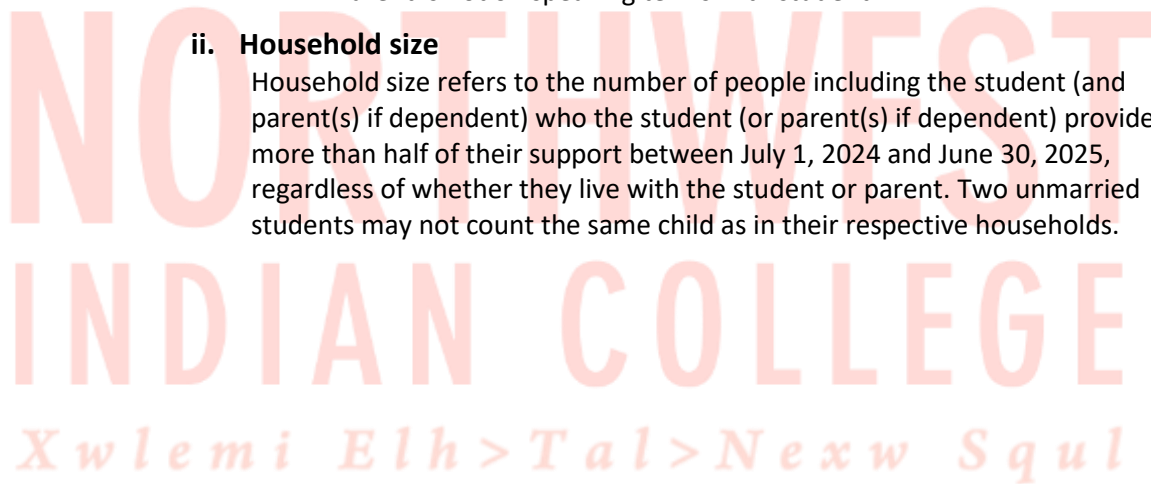 ii. Household size
Household size refers to the number of people including the student (and
parent(s) if dependent) who the student (or parent(s) if dependent) provide
more than half of their support between July 1, 2024 and June 30, 2025,
regardless of whether they live with the student or parent. Two unmarried
students may not count the same child as in their respective households.
NORTHWEST
INDIAN COLLEGE
Xwlemi Elh>Tal>Nexw Squl